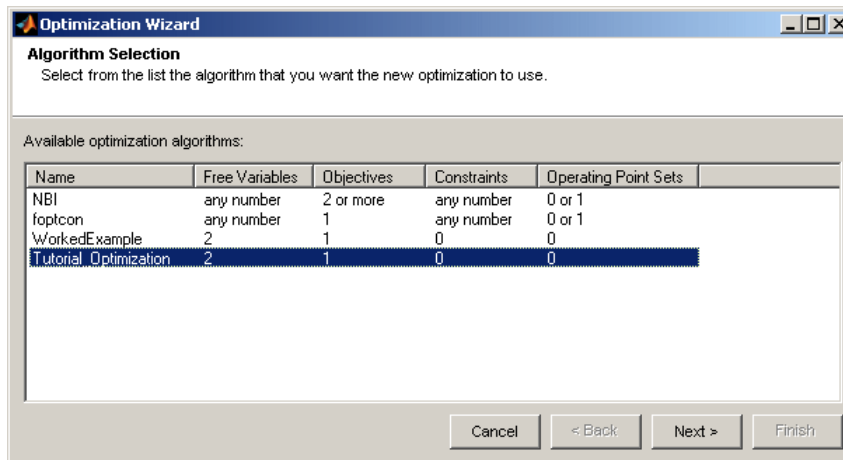 Optimization Wizard
Algorithm Selection
Select from the list the algorithm that you want the new optimization to use.
Available optimization algorithms:
Name Free Variables Objectives Constraints Operating Point Sets
NBI any number 2 or more any number 0 or 1
foptcon any number 1 any number 0 or 1
WorkedExample 2 1 0 0
Tutorial_Optimization 2 1 0 0
Cancel < Back Next > Finish